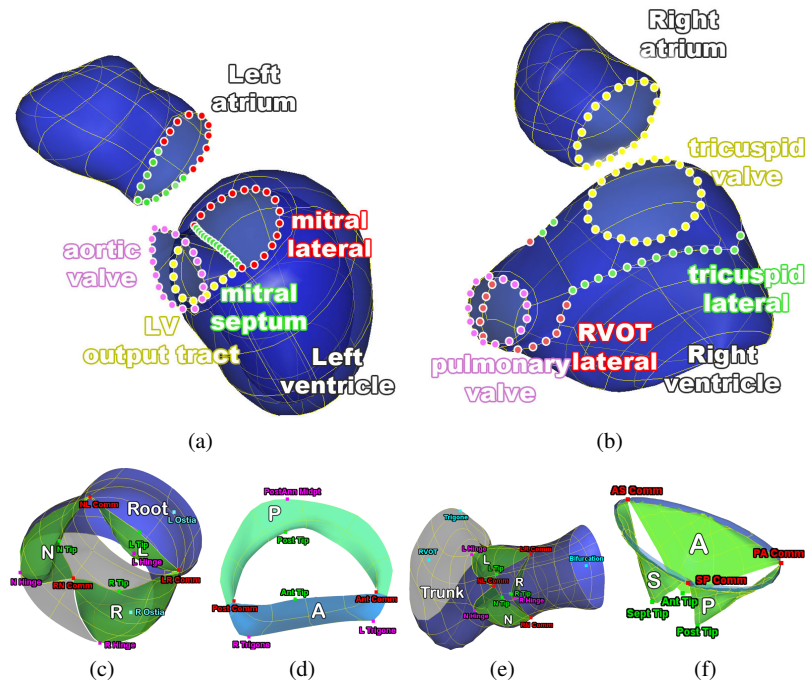 Left
atrium
mitral
lateral
aortic
valve
mitral
septum
LV
output tract
Left
ventricle
(a)
Right
atrium
tricuspid
valve
tricuspid
lateral
RVOT
lateral
pulmonary
valve
Right
ventricle
(b)
NL Comm
Root
L Ostia
N
N Tip
L Tip
L
L Hinge
N Hinge
RN Comm
R Tip
LR Comm
R
R Ostia
R Hinge
(c)
PostAnn Midpt
P
Post Tip
Ant Tip
Post Comm
A
Ant Comm
R Trigone
L Trigone
(d)
Trigone
RVOT
L Hinge
LR Comm
L
L Tip
Bifurcation
NL Comm
R
Trunk
R Tip
R Hinge
N Tip
N Hinge
N
RN Comm
(e)
AS Comm
A
PA Comm
S
SP Comm
Ant Tip
Sept Tip
P
Post Tip
(f)